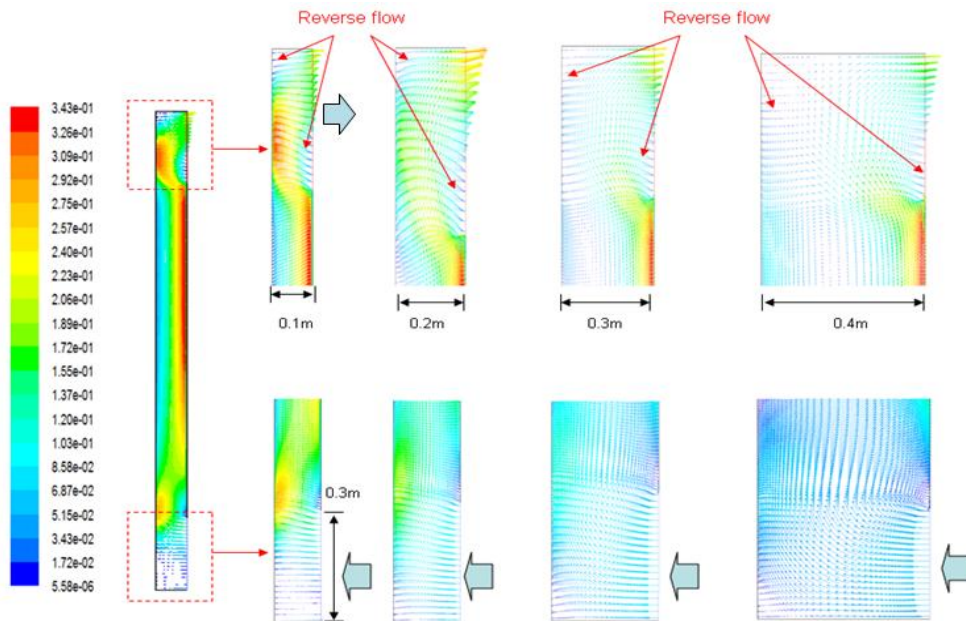 Reverse flow
Reverse flow
3.43e-01
3.26e-01
3.09e-01
2.92e-01
2.75e-01
2.57e-01
2.40e-01
2.23e-01
2.06e-01
1.89e-01
1.72e-01
1.54e-01
1.37e-01
1.20e-01
1.03e-01
8.58e-02
6.87e-02
5.15e-02
3.43e-02
1.72e-02
5.58e-06
0.1m
0.2m
0.3m
0.4m
0.3m